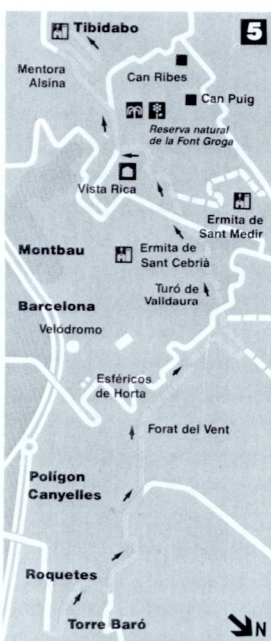 Tibidabo
5
Mentora
Alsina
Can Ribes
Can Puig
Reserva natural
de la Font Groga
Vista Rica
Ermita de
Sant Medir
Montbau
Ermita de
Sant Cebrià
Turó de
Valldaura
Barcelona
Velódromo
Esféricos
de Horta
Forat del Vent
Polígon
Canyelles
Roquetes
Torre Baró
N